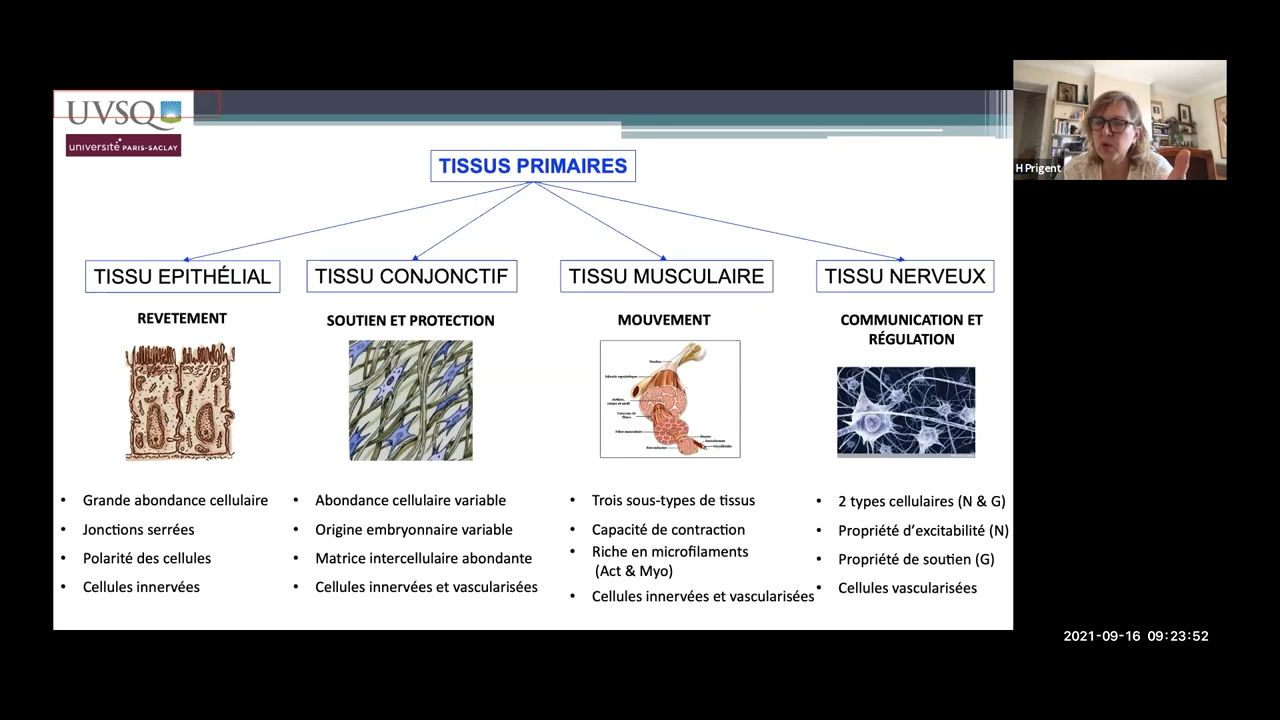 UVSQ
université PARIS-SACLAY
H Prigent
TISSUS PRIMAIRES
TISSU ÉPITHÉLIAL
TISSU CONJONCTIF
TISSU MUSCULAIRE
TISSU NERVEUX
REVETEMENT
SOUTIEN ET PROTECTION
MOUVEMENT
COMMUNICATION ET
RÉGULATION
• Grande abondance cellulaire
• Jonctions serrées
• Polarité des cellules
• Cellules innervées
• Abondance cellulaire variable
• Origine embryonnaire variable
• Matrice intercellulaire abondante
• Cellules innervées et vascularisées
• Trois sous-types de tissus
• Capacité de contraction
• Riche en microfilaments
(Act & Myo)
• Cellules innervées et vascularisées
• 2 types cellulaires (N & G)
• Propriété d'excitabilité (N)
• Propriété de soutien (G)
• Cellules vascularisées
2021-09-16 09:23:52